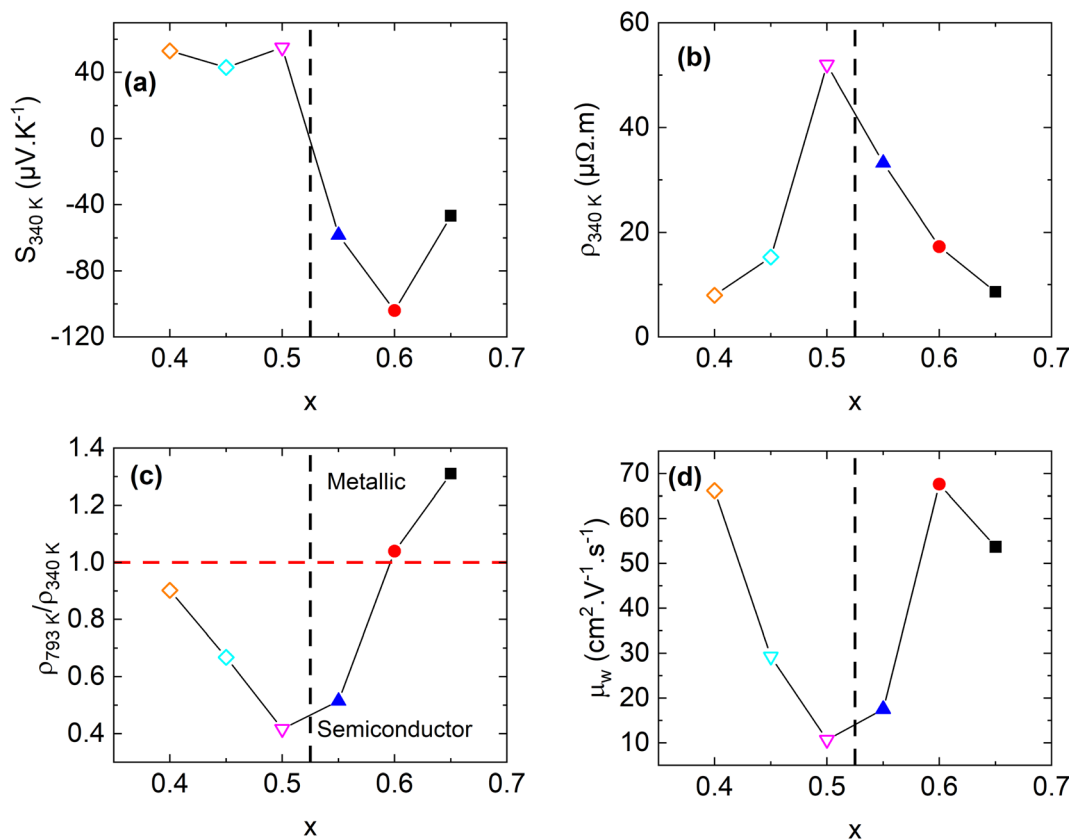 (a)
S340 K (µV.K-1)
40
0
-40
-80
-120
0.4 0.5 0.6 0.7
x
(b)
ρ340 K (µΩ.m)
60
40
20
0
0.4 0.5 0.6 0.7
x
(c)
Metallic
Semiconductor
ρ793 K/ρ340 K
1.4
1.2
1.0
0.8
0.6
0.4
0.4 0.5 0.6 0.7
x
(d)
µw (cm2.V-1.s-1)
70
60
50
40
30
20
10
0.4 0.5 0.6 0.7
x